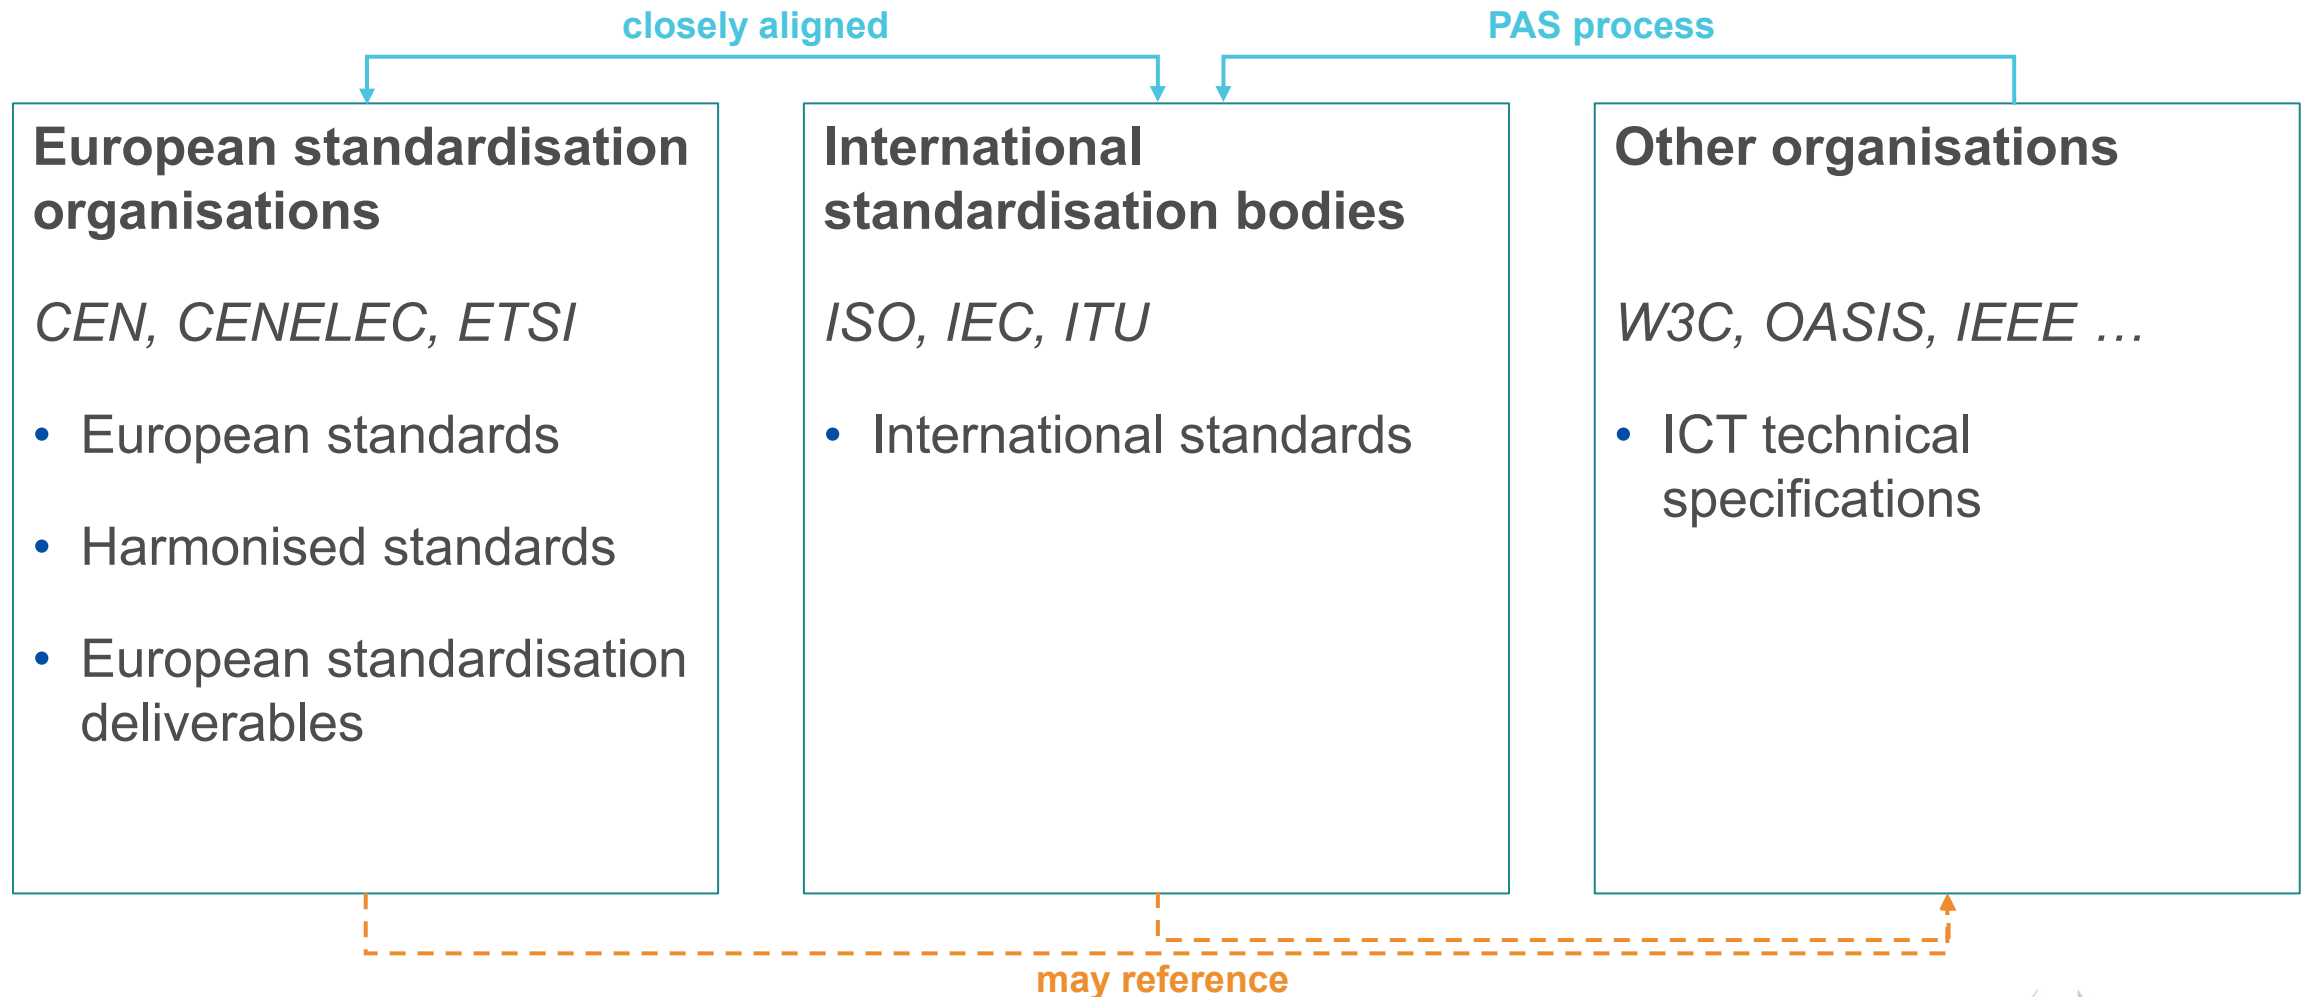 closely aligned
PAS process
European standardisation
organisations
CEN, CENELEC, ETSI
• European standards
• Harmonised standards
• European standardisation
deliverables
International
standardisation bodies
ISO, IEC, ITU
• International standards
Other organisations
W3C, OASIS, IEEE …
• ICT technical
specifications
may reference